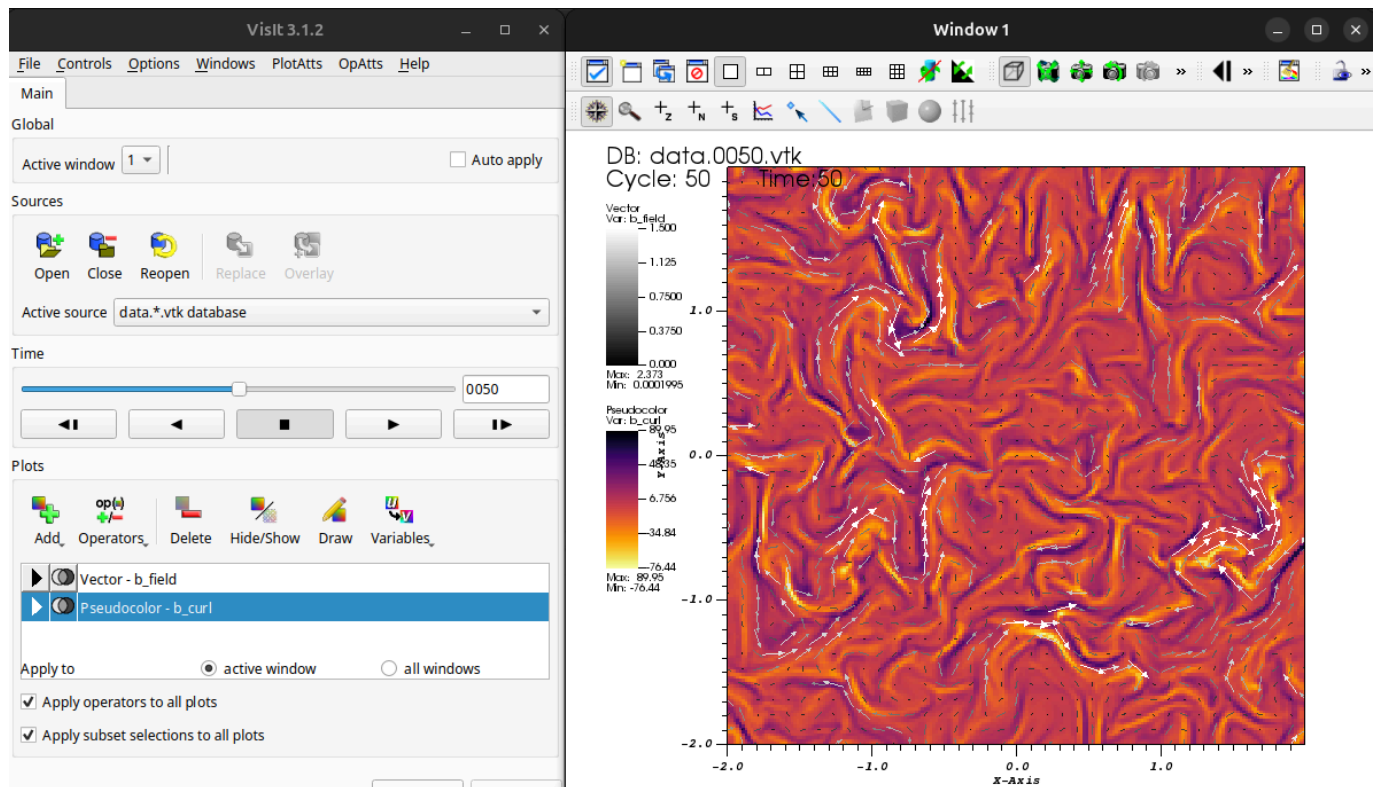 VisIt 3.1.2
File Controls Options Windows PlotAtts OpAtts Help
Main
Global
Active window 1
Auto apply
Sources
Open Close Reopen Replace Overlay
Active source data.*.vtk database
Time
0050
Plots
op(-)
+/-
Add Operators Delete Hide/Show Draw Variables
Vector - b_field
Pseudocolor - b_curl
Apply to active window all windows
Apply operators to all plots
Apply subset selections to all plots
Window 1
»
»
»
+z +N +s
DB: data.0050.vtk
Cycle: 50 Time:50
Vector
Var: b_field
1.500
1.125
0.7500
0.3750
0.000
Max: 2.373
Min: 0.0001995
Pseudocolor
Var: b_curl
89.95
48.35
6.756
-34.84
-76.44
Max: 89.95
Min: -76.44
Y-Axis
1.0
0.0
-1.0
-2.0
-2.0 -1.0 0.0 1.0
X-Axis